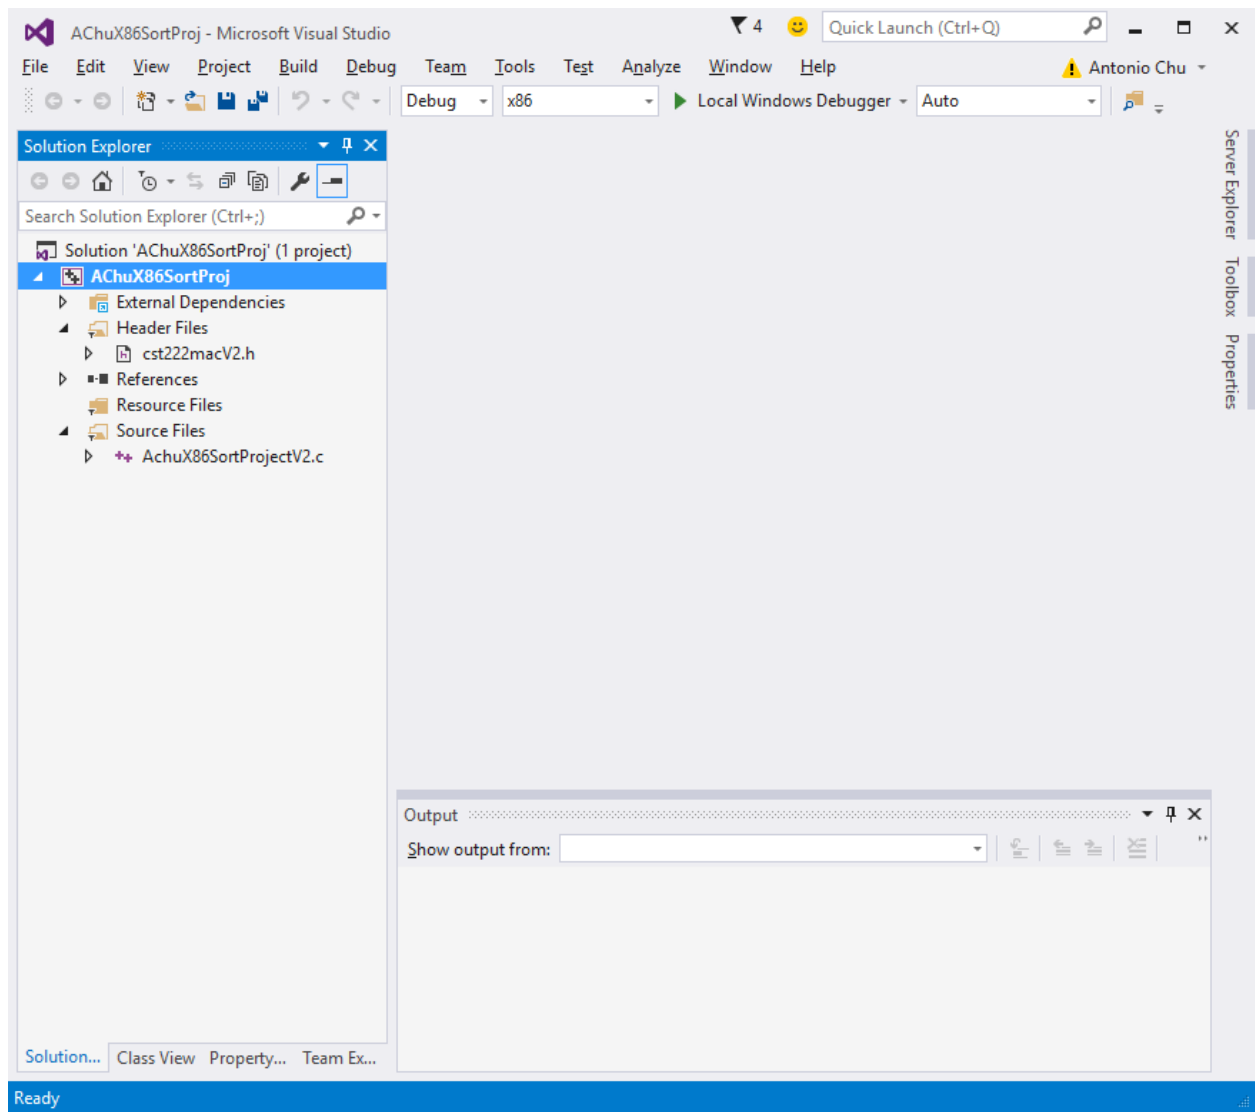 AChuX86SortProj - Microsoft Visual Studio
4
Quick Launch (Ctrl+Q)
File Edit View Project Build Debug Team Tools Test Analyze Window Help
Antonio Chu
Debug x86 Local Windows Debugger Auto
Solution Explorer
Search Solution Explorer (Ctrl+;)
Solution 'AChuX86SortProj' (1 project)
AChuX86SortProj
External Dependencies
Header Files
cst222macV2.h
References
Resource Files
Source Files
AchuX86SortProjectV2.c
Solution... Class View Property... Team Ex...
Output
Show output from:
Server Explorer
Toolbox
Properties
Ready